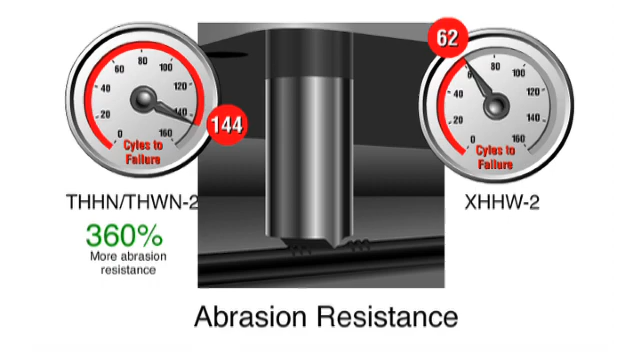 62
80
60 80 100
100
40 120
60
120
20 140
144
40
20 140
0 160
0 160
Cyles to
Failure
Cyles to
Failure
THHN/THWN-2
XHHW-2
360%
More abrasion
resistance
Abrasion Resistance